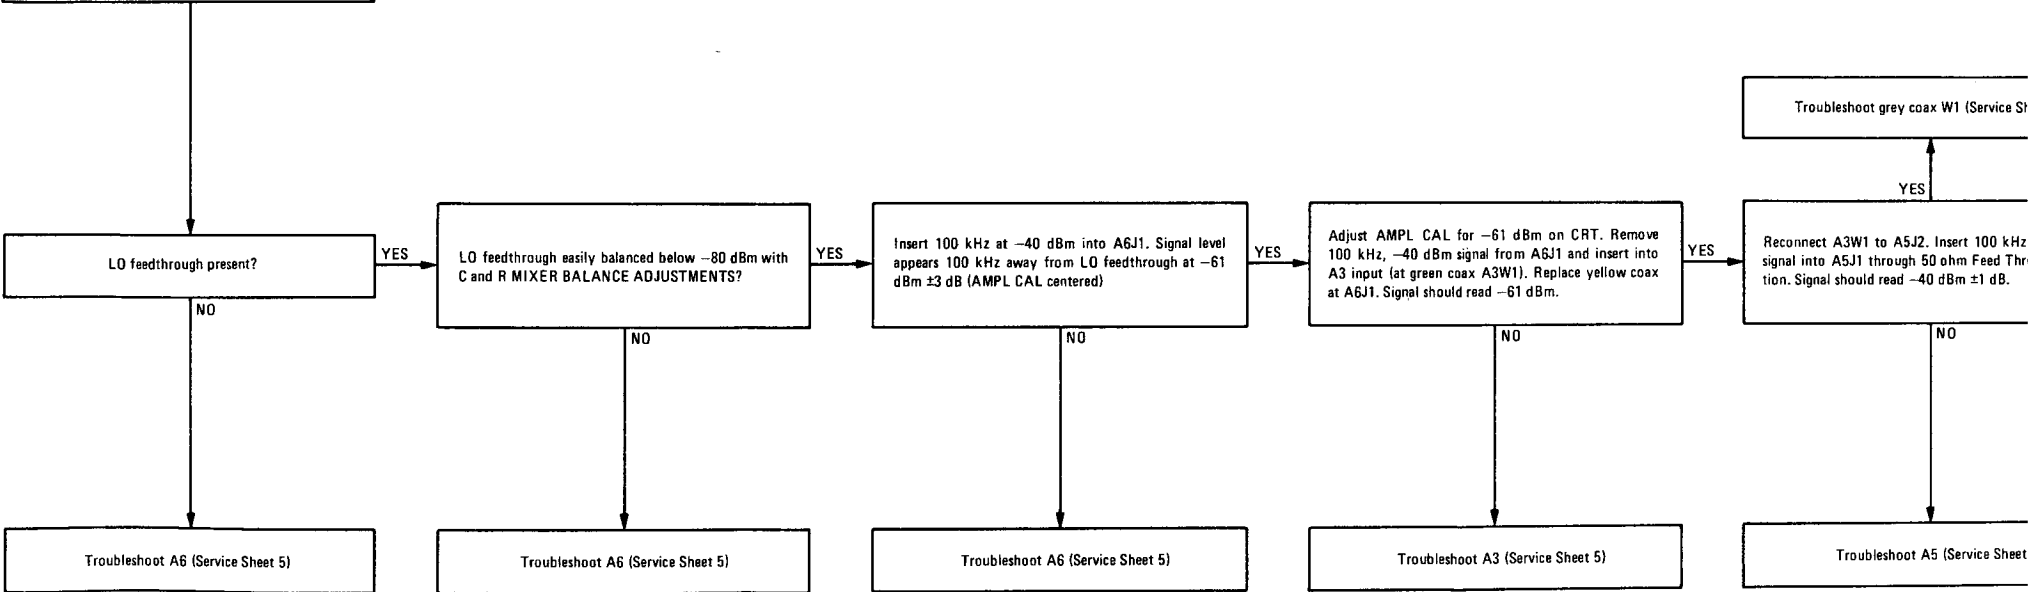 Troubleshoot grey coax W1 (Service
YES
LO feedthrough present?
YES
NO
LO feedthrough easily balanced below −80 dBm with
C and R MIXER BALANCE ADJUSTMENTS?
YES
NO
Insert 100 kHz at −40 dBm into A6J1. Signal level
appears 100 kHz away from LO feedthrough at −61
dBm ±3 dB (AMPL CAL centered)
YES
NO
Adjust AMPL CAL for −61 dBm on CRT. Remove
100 kHz, −40 dBm signal from A6J1 and insert into
A3 input (at green coax A3W1). Replace yellow coax
at A6J1. Signal should read −61 dBm.
YES
NO
Reconnect A3W1 to A5J2. Insert 100 kHz
signal into A5J1 through 50 ohm Feed
tion. Signal should read −40 dBm ±1 dB.
NO
Troubleshoot A6 (Service Sheet 5)
Troubleshoot A6 (Service Sheet 5)
Troubleshoot A6 (Service Sheet 5)
Troubleshoot A3 (Service Sheet 5)
Troubleshoot A5 (Service Sheet